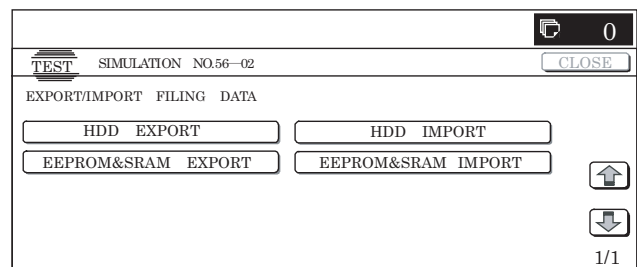 0
TEST SIMULATION NO.56—02 CLOSE
EXPORT/IMPORT FILING DATA
HDD EXPORT HDD IMPORT
EEPROM&SRAM EXPORT EEPROM&SRAM IMPORT
1/1